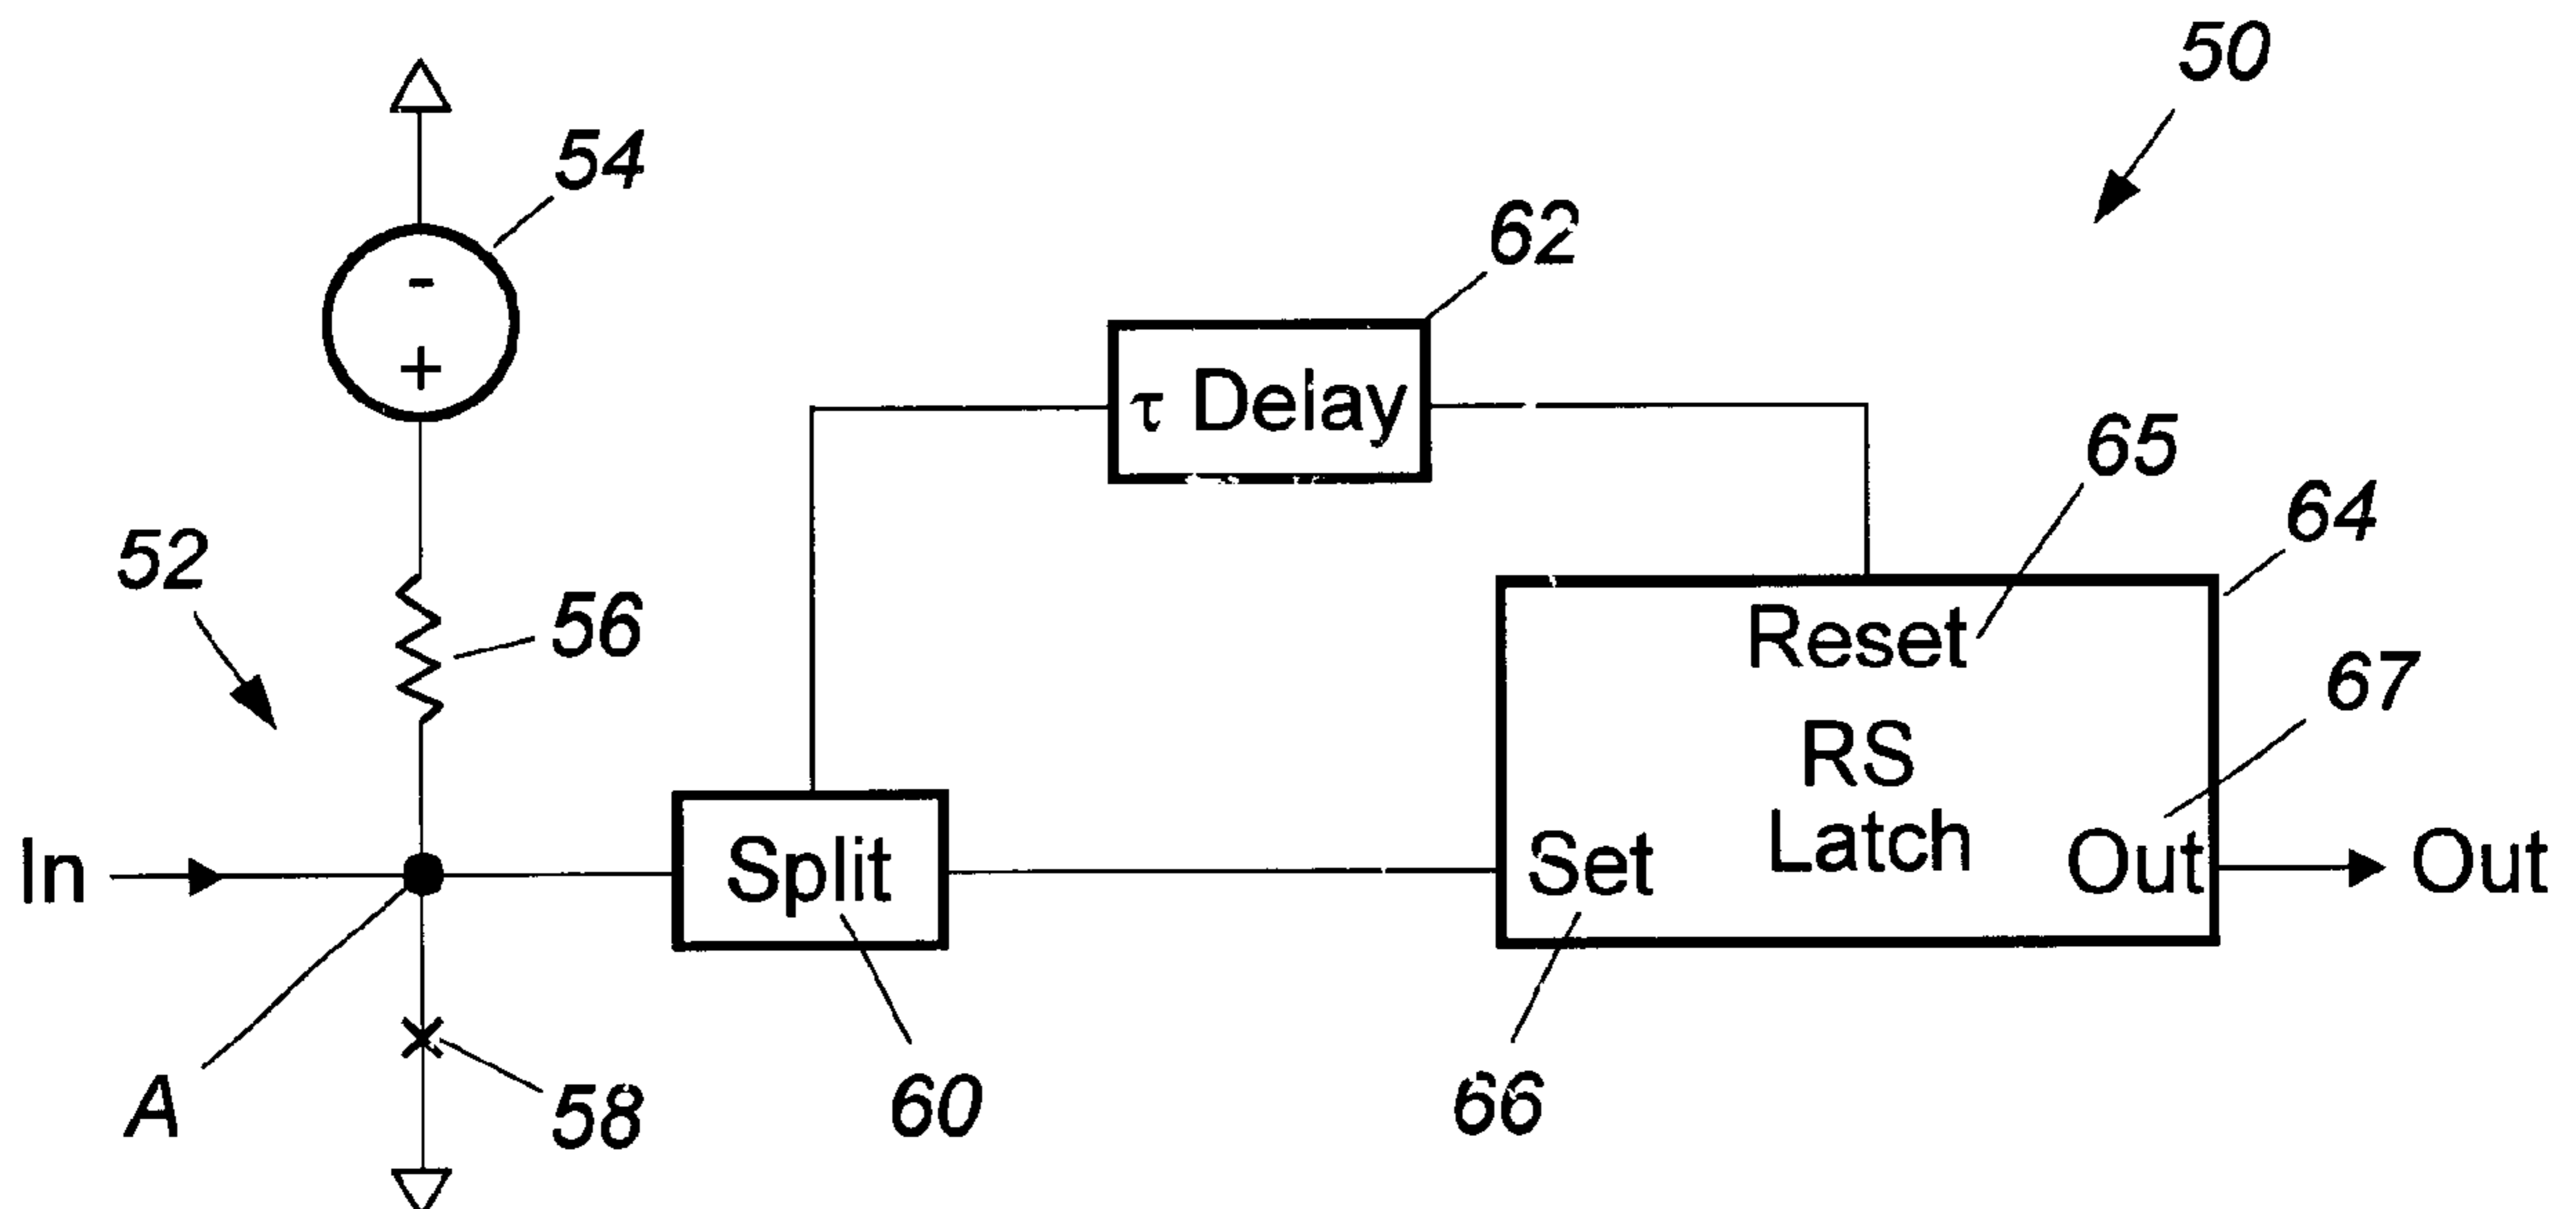 50
54
-
+
62
τ Delay
65
64
52
56
Reset
67
RS
Latch
In
Split
Set
Out
Out
A
58
60
66